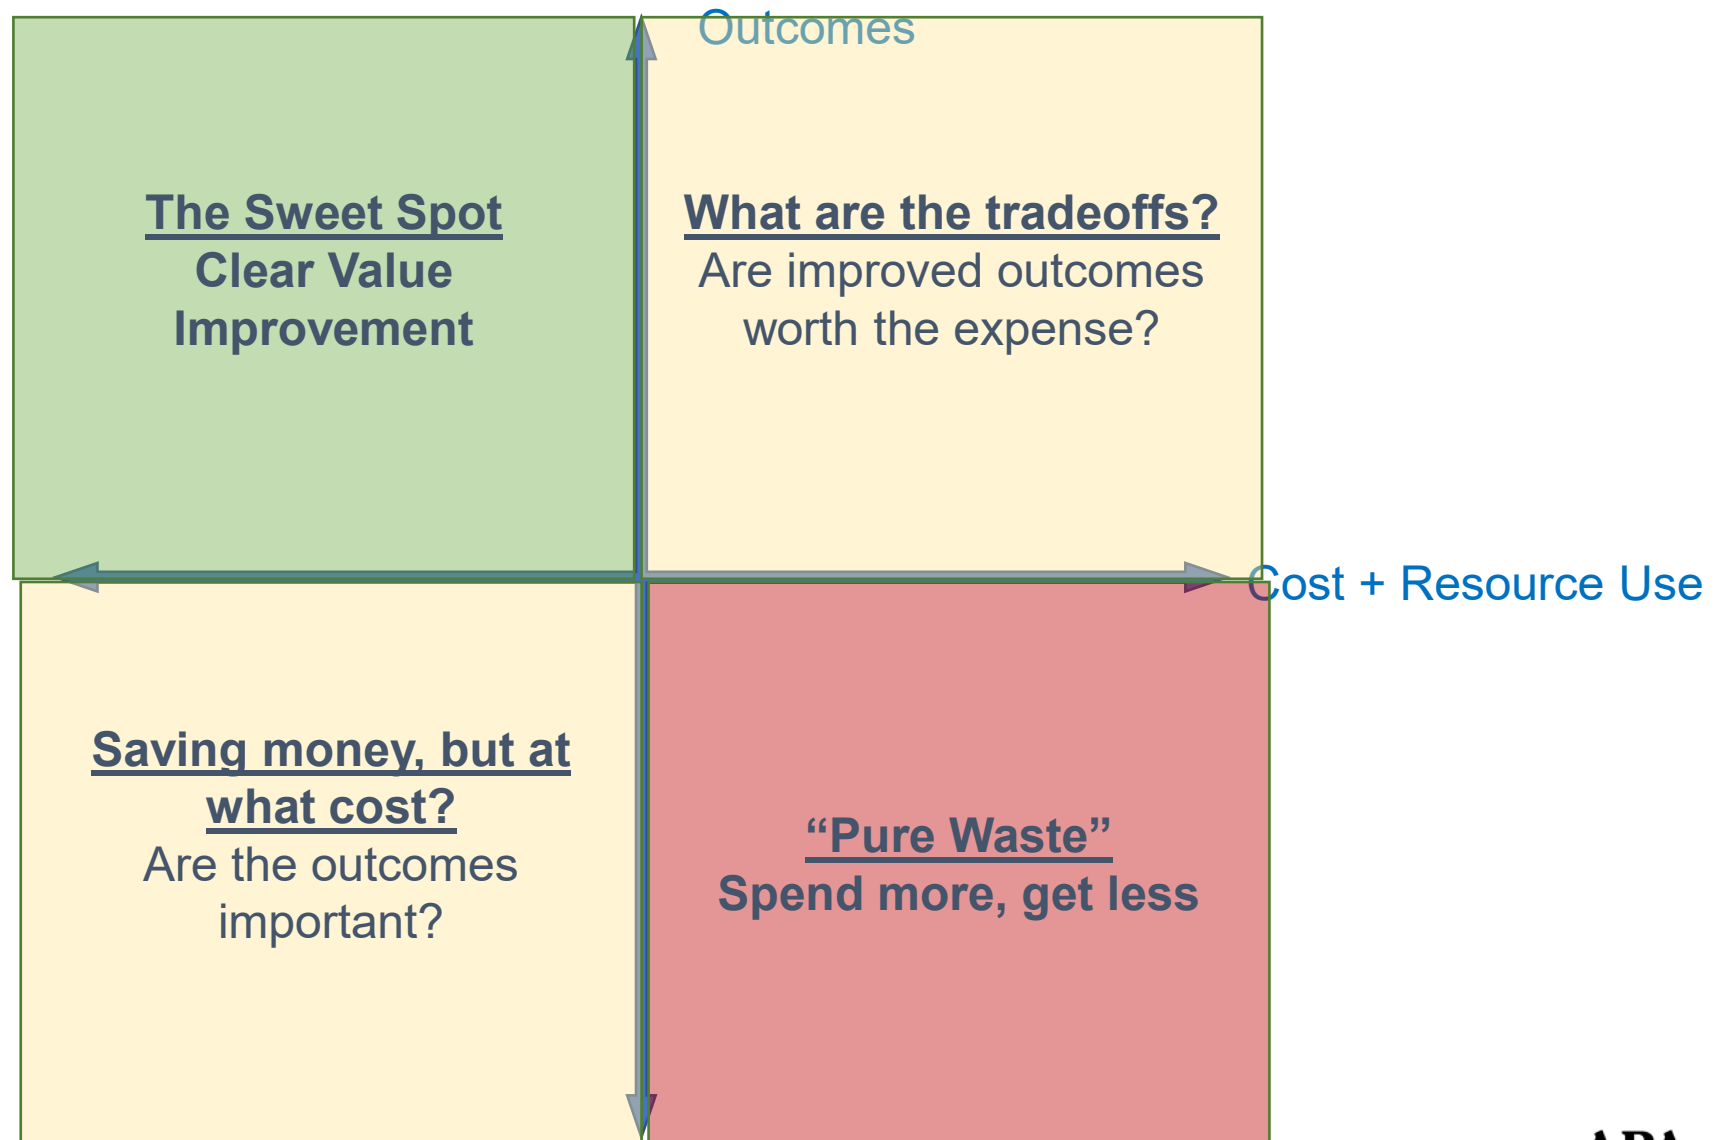 Outcomes
The Sweet Spot
Clear Value
Improvement
What are the tradeoffs?
Are improved outcomes
worth the expense?
Cost + Resource Use
Saving money, but at
what cost?
Are the outcomes
important?
“Pure Waste”
Spend more, get less